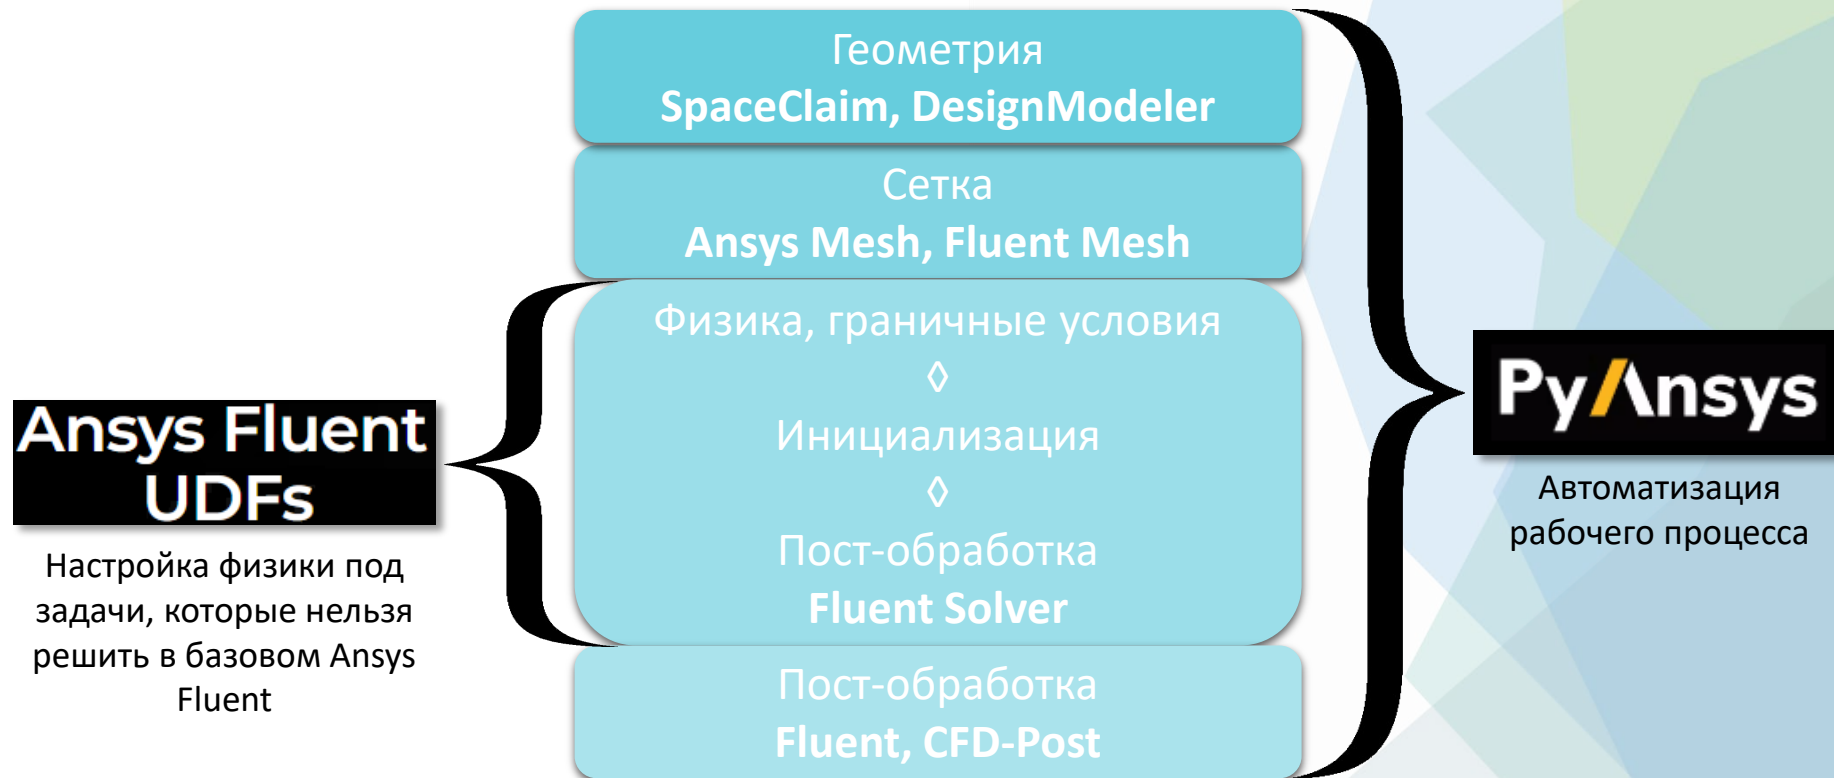 Геометрия
SpaceClaim, DesignModeler
Сетка
Ansys Mesh, Fluent Mesh
Физика, граничные условия
◊
Инициализация
◊
Пост-обработка
Fluent Solver
Пост-обработка
Fluent, CFD-Post
Ansys Fluent
UDFs
Настройка физики под
задачи, которые нельзя
решить в базовом Ansys
Fluent
PyAnsys
Автоматизация
рабочего процесса